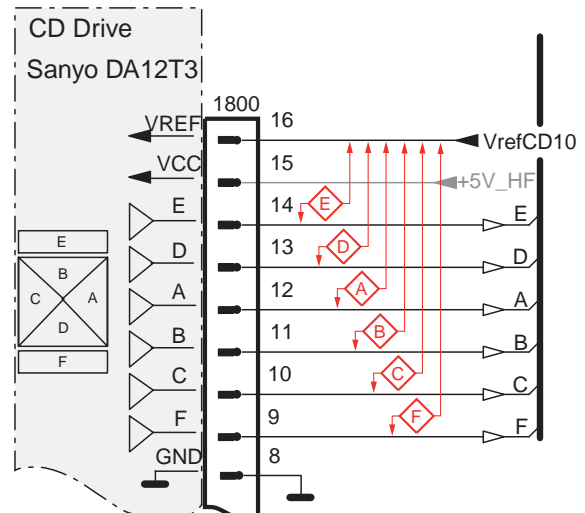 CD Drive
Sanyo DA12T3
1800
VREF 16 VrefCD10
VCC 15 +5V_HF
E 14 E E
D 13 D D
A 12 A A
B 11 B B
C 10 C C
F 9 F F
GND 8
E
B
C A
D
F